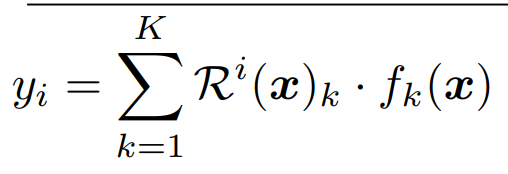 $y_i = \sum_{k=1}^{K} \mathcal{R}^i(\boldsymbol{x})_k \cdot f_k(\boldsymbol{x})$